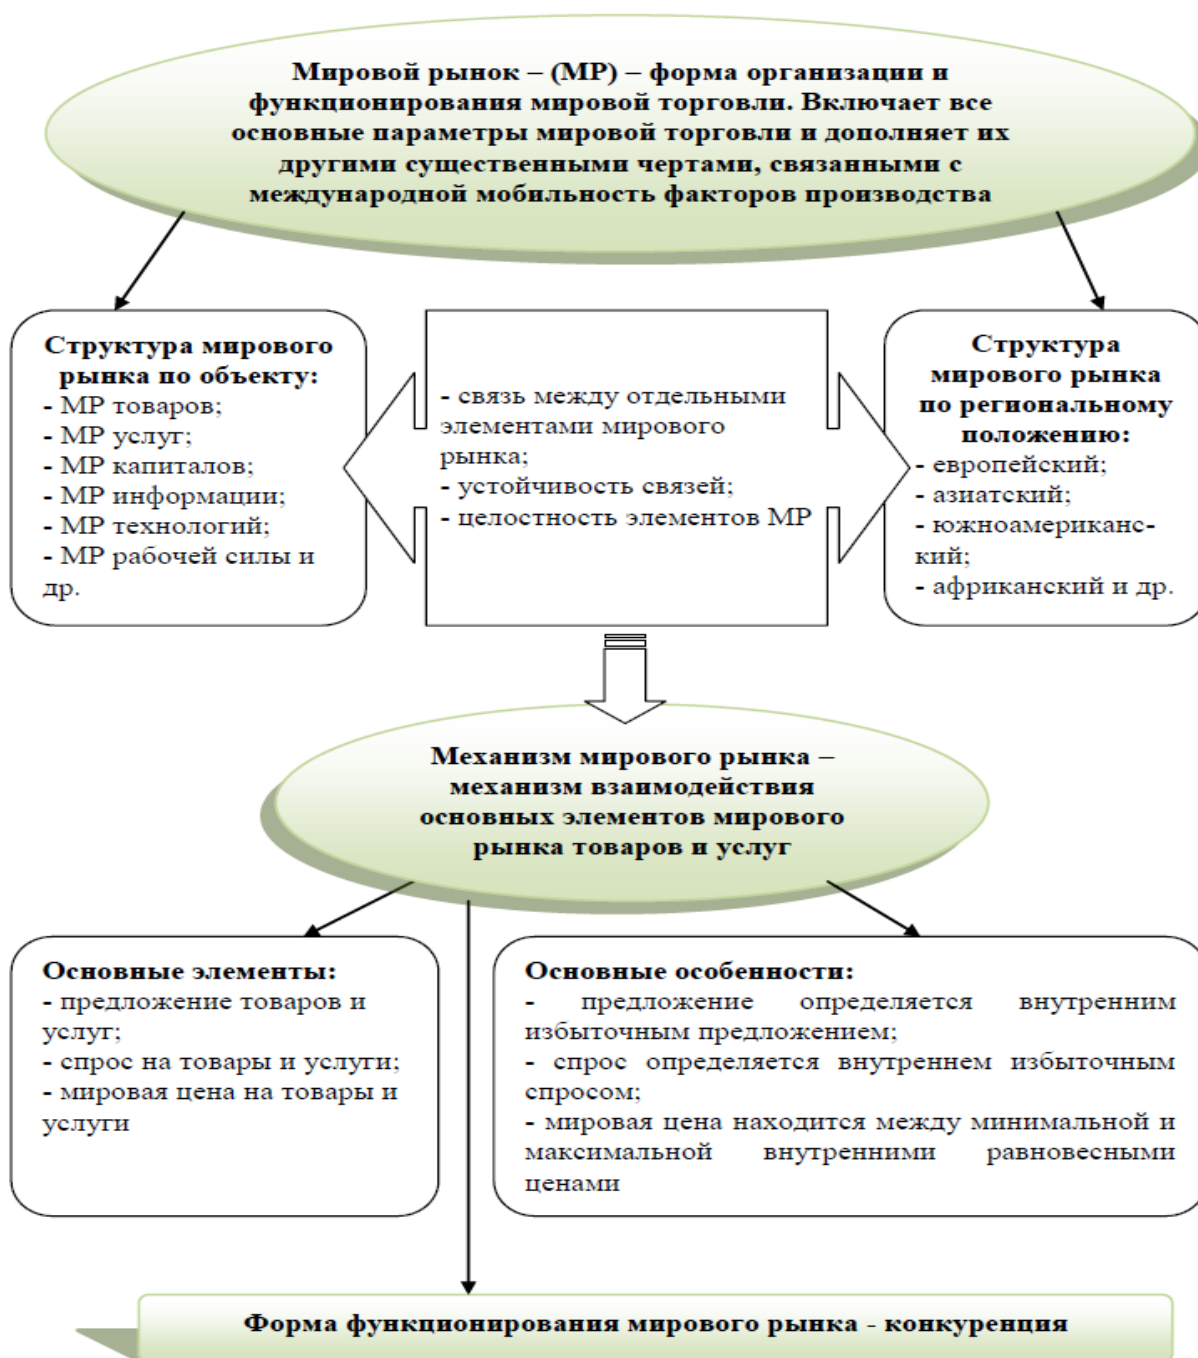 Мировой рынок – (МР) – форма организации и
функционирования мировой торговли. Включает все
основные параметры мировой торговли и дополняет их
другими существенными чертами, связанными с
международной мобильность факторов производства
Структура мирового
рынка по объекту:
- МР товаров;
- МР услуг;
- МР капиталов;
- МР информации;
- МР технологий;
- МР рабочей силы и
др.
- связь между отдельными
элементами мирового
рынка;
- устойчивость связей;
- целостность элементов МР
Структура
мирового рынка
по региональному
положению:
- европейский;
- азиатский;
- южноамериканс-
кий;
- африканский и др.
Механизм мирового рынка –
механизм взаимодействия
основных элементов мирового
рынка товаров и услуг
Основные элементы:
- предложение товаров и
услуг;
- спрос на товары и услуги;
- мировая цена на товары и
услуги
Основные особенности:
- предложение определяется внутренним
избыточным предложением;
- спрос определяется внутреннем избыточным
спросом;
- мировая цена находится между минимальной и
максимальной внутренними равновесными
ценами
Форма функционирования мирового рынка - конкуренция